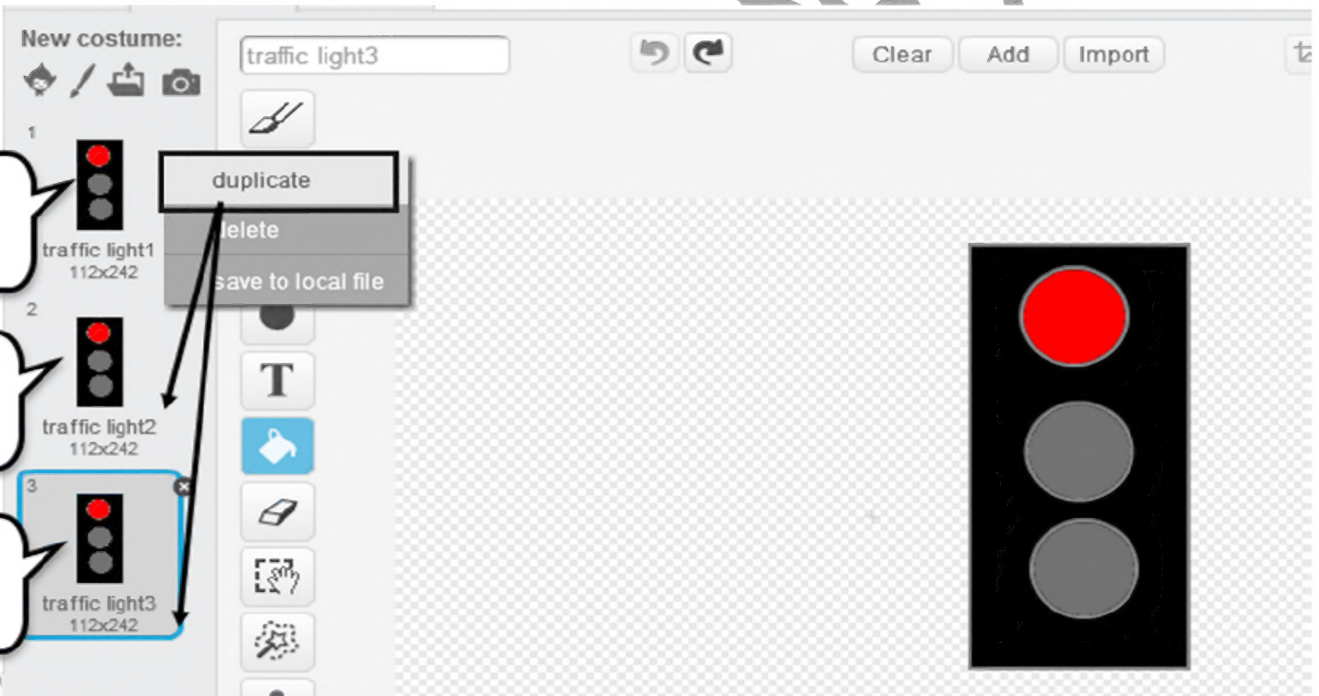 New costume:
traffic light3
Clear
Add
Import
1
traffic light1
112x242
duplicate
delete
save to local file
2
traffic light2
112x242
T
3
traffic light3
112x242